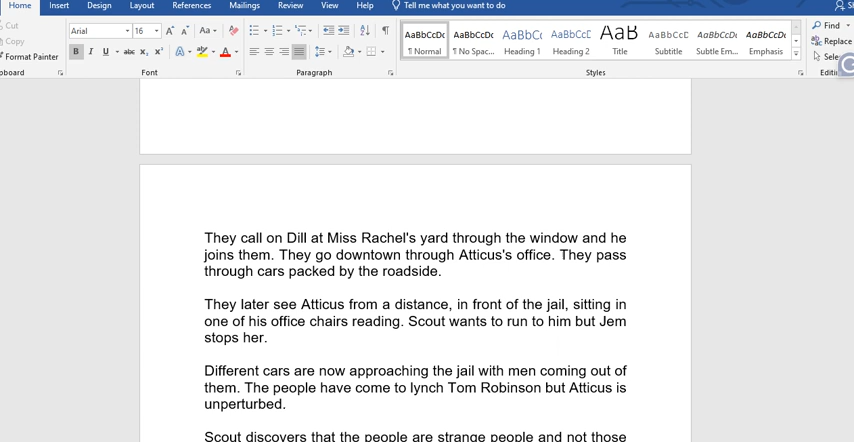 Home Insert Design Layout References Mailings Review View Help Tell me what you want to do
Cut
Copy
Format Painter
Arial 16 Aa
B I U abc x₂ x² A ab A
AaBbCcDc AaBbCcDc AaBbCc AaBbCcC AaB AaBbCcC AaBbCcDc AaBbCcDc
¶ Normal ¶ No Spac... Heading 1 Heading 2 Title Subtitle Subtle Em... Emphasis
Find
Replace
Sele
Font Paragraph Styles
They call on Dill at Miss Rachel's yard through the window and he
joins them. They go downtown through Atticus's office. They pass
through cars packed by the roadside.
They later see Atticus from a distance, in front of the jail, sitting in
one of his office chairs reading. Scout wants to run to him but Jem
stops her.
Different cars are now approaching the jail with men coming out of
them. The people have come to lynch Tom Robinson but Atticus is
unperturbed.
Scout discovers that the people are strange people and not those